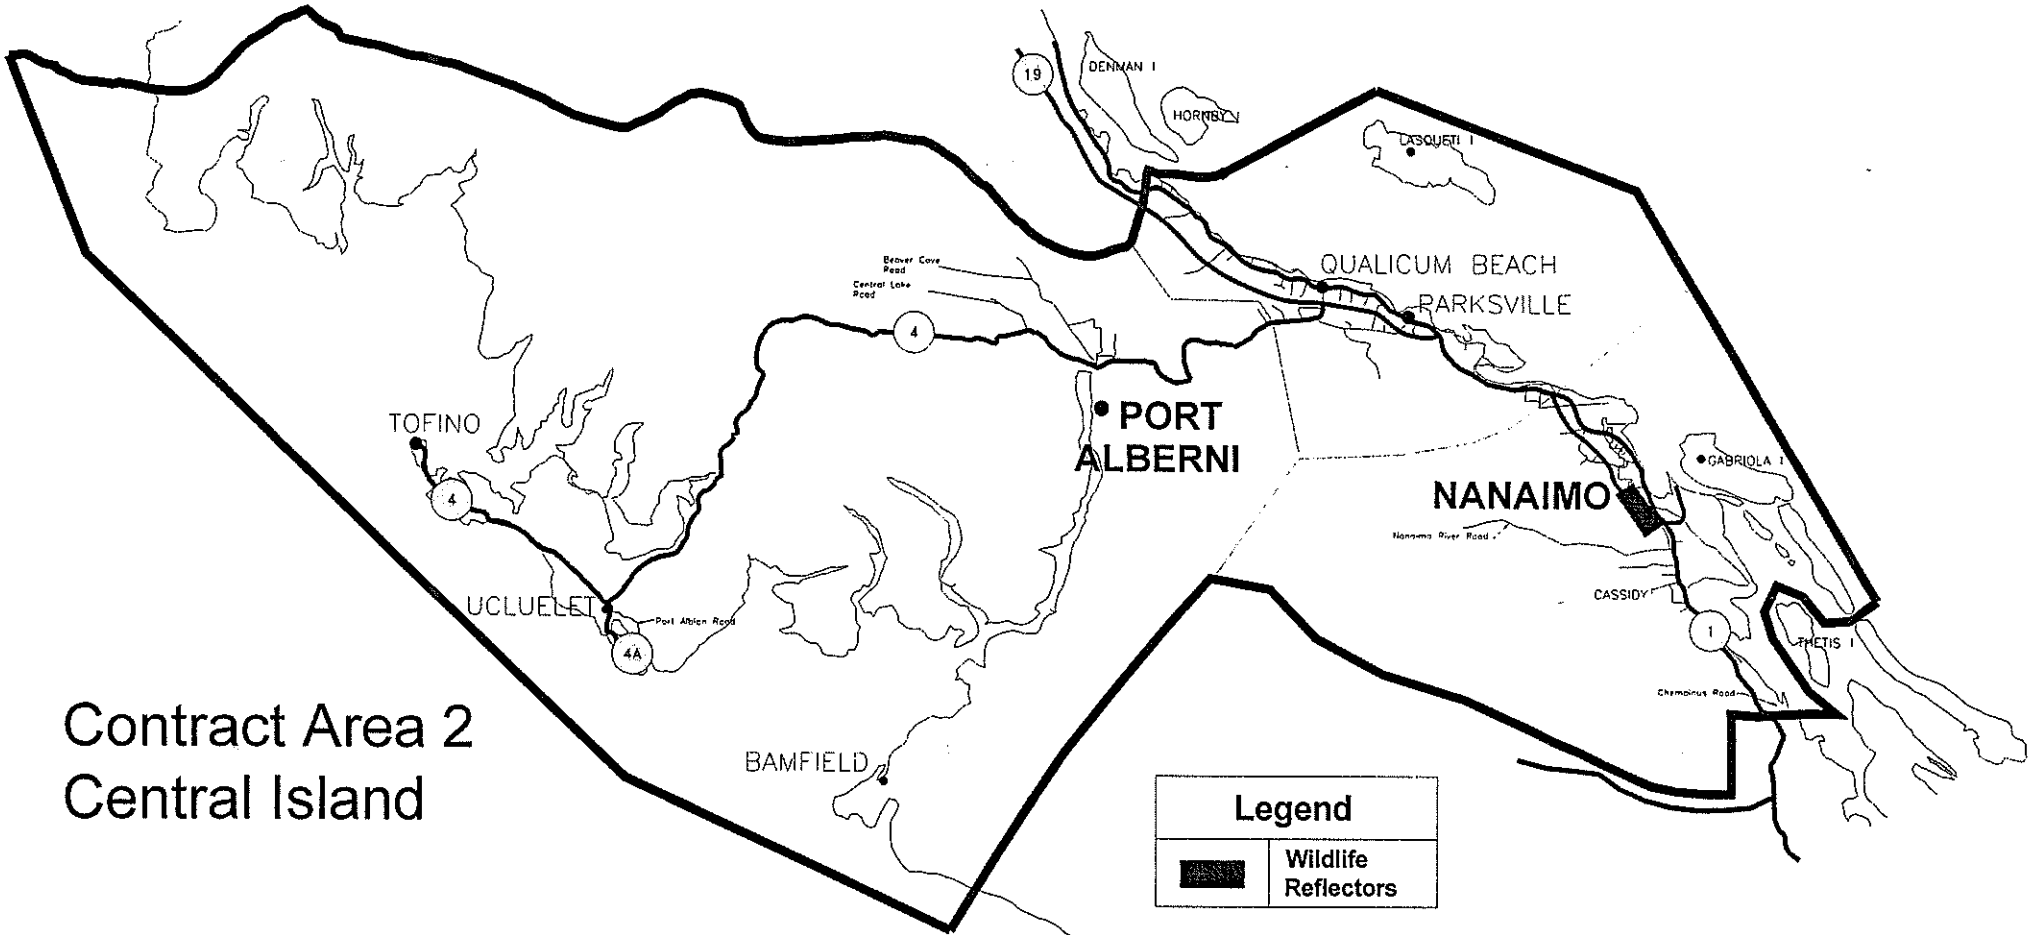 19
DENMAN I
HORNBY I
LASQUETI I
Beaver Cove
Road
Central Lake
Road
QUALICUM BEACH
PARKSVILLE
4
TOFINO
PORT
ALBERNI
4
GABRIOLA I
NANAIMO
Nanaimo River Road
CASSIDY
UCLUELET
Port Albion Road
4A
1
THETIS I
Chemainus Road
Contract Area 2
Central Island
BAMFIELD
Legend
Wildlife
Reflectors